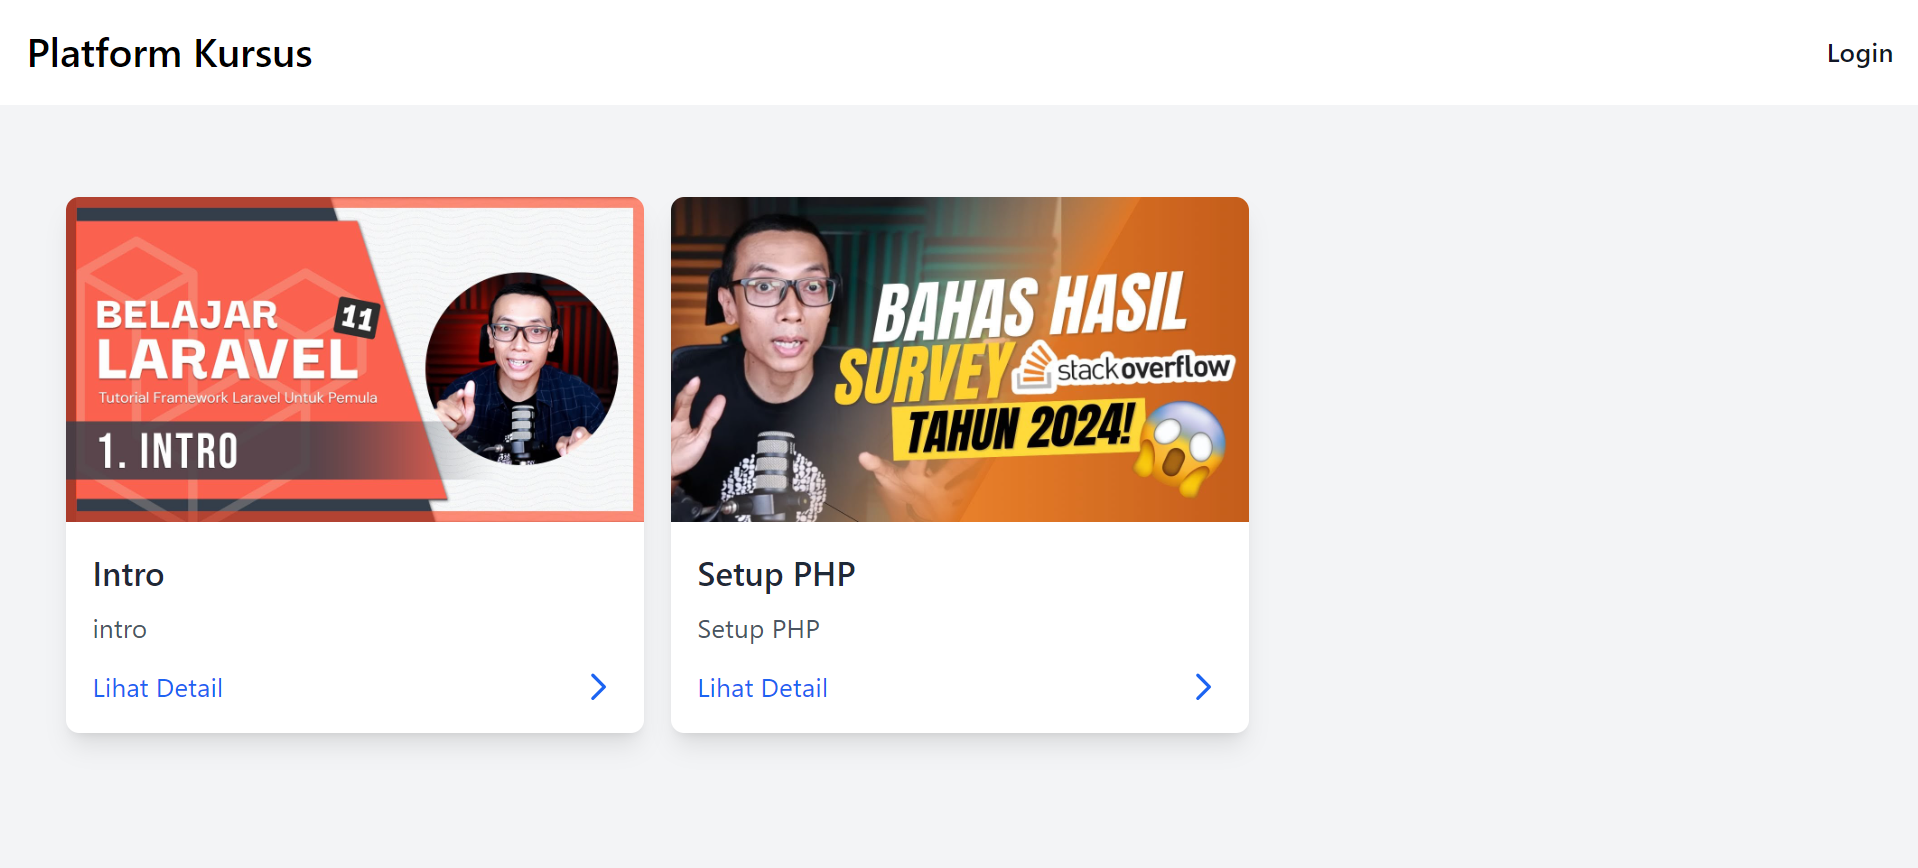 Platform Kursus
Login
BELAJAR 11
LARAVEL
Tutorial Framework Laravel Untuk Pemula
1. INTRO
BAHAS HASIL
SURVEY stackoverflow
TAHUN 2024!
Intro
intro
Lihat Detail
Setup PHP
Setup PHP
Lihat Detail